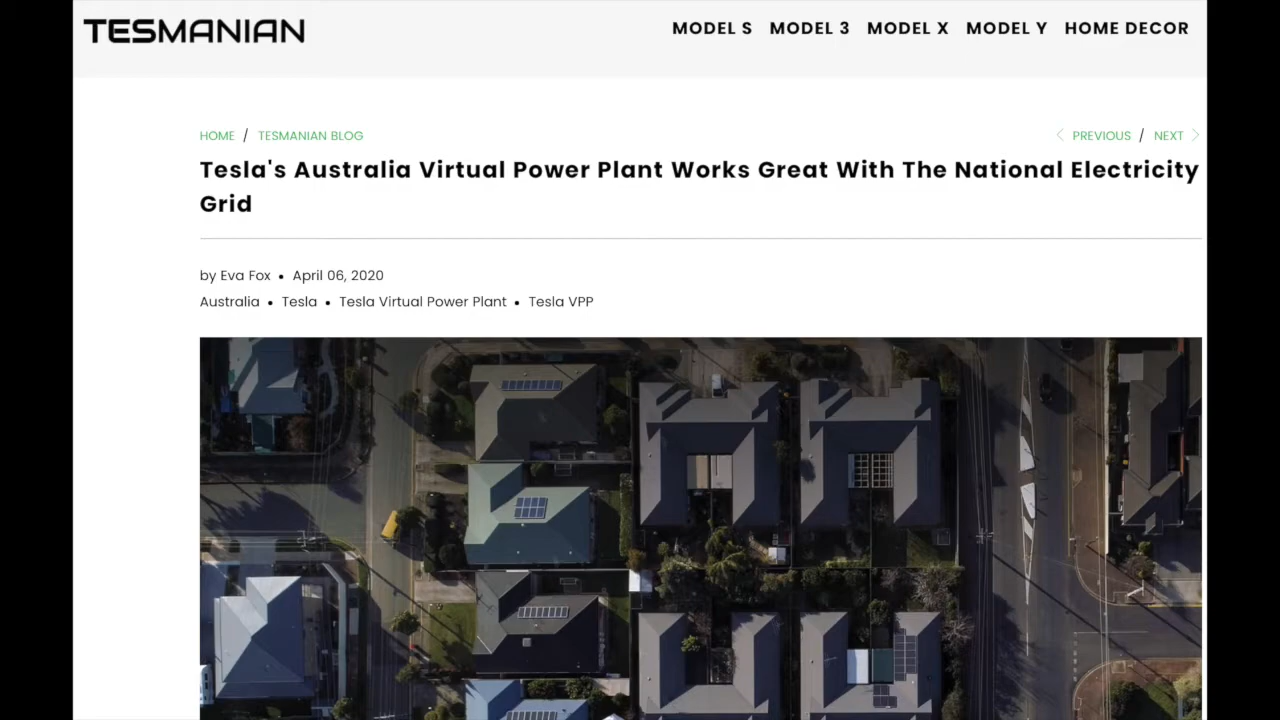 TESMANIAN
MODEL S MODEL 3 MODEL X MODEL Y HOME DECOR
HOME / TESMANIAN BLOG
PREVIOUS / NEXT
Tesla's Australia Virtual Power Plant Works Great With The National Electricity
Grid
by Eva Fox • April 06, 2020
Australia • Tesla • Tesla Virtual Power Plant • Tesla VPP